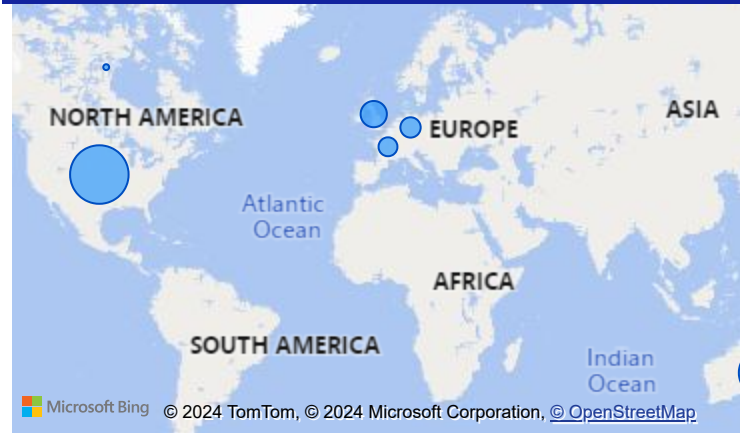 NORTH AMERICA
ASIA
EUROPE
Atlantic
Ocean
AFRICA
SOUTH AMERICA
Indian
Ocean
Microsoft Bing © 2024 TomTom, © 2024 Microsoft Corporation, © OpenStreetMap